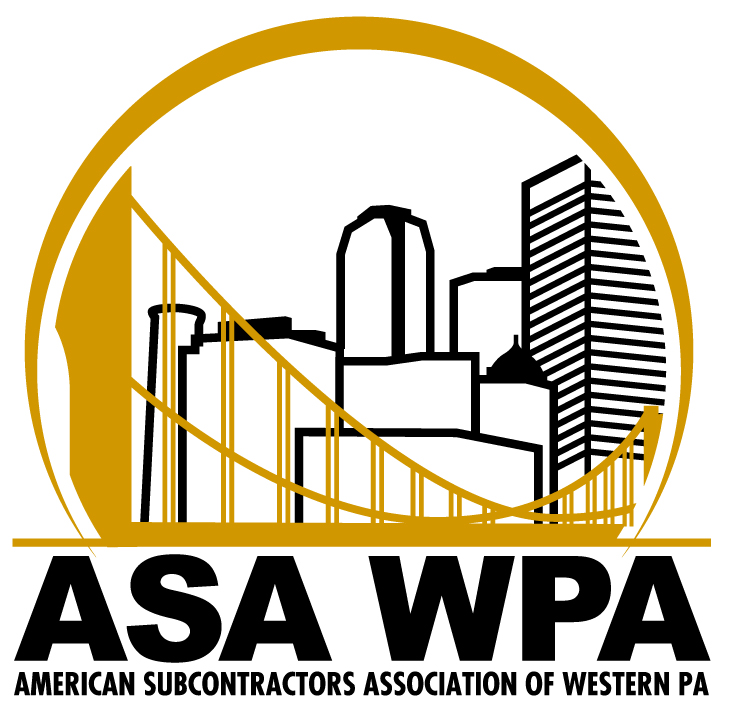 ASA WPA
AMERICAN SUBCONTRACTORS ASSOCIATION OF WESTERN PA